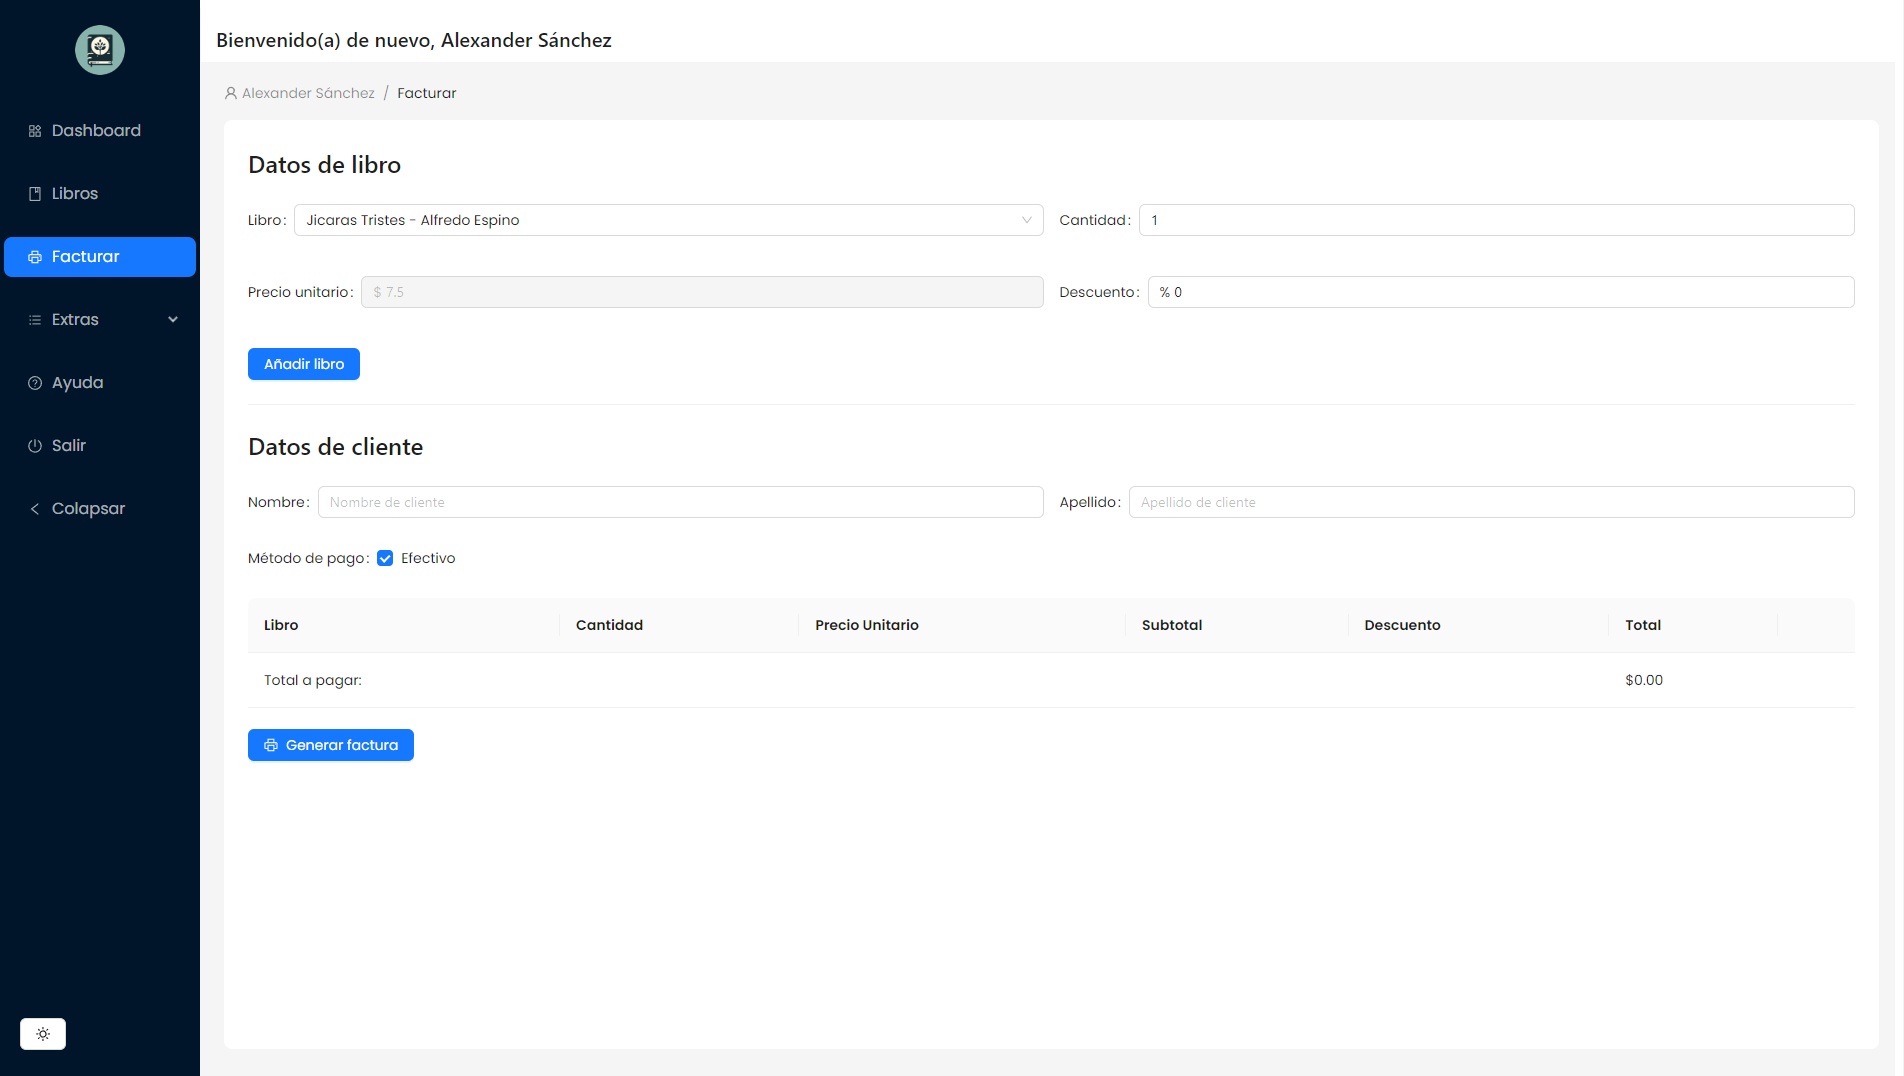 Bienvenido(a) de nuevo, Alexander Sánchez
Alexander Sánchez / Facturar
Dashboard
Libros
Facturar
Extras
Ayuda
Salir
Colapsar
Datos de libro
Libro: Jicaras Tristes - Alfredo Espino
Cantidad: 1
Precio unitario: $ 7.5
Descuento: % 0
Añadir libro
Datos de cliente
Nombre: Nombre de cliente
Apellido: Apellido de cliente
Método de pago: Efectivo
Libro Cantidad Precio Unitario Subtotal Descuento Total
Total a pagar: $0.00
Generar factura